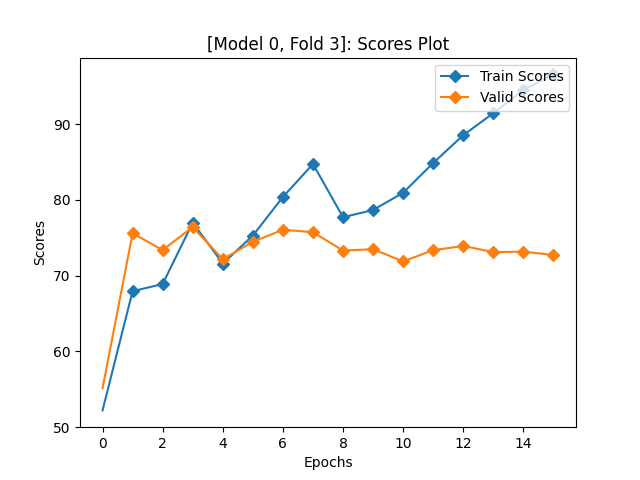 [Model 0, Fold 3]: Scores Plot
Train Scores
Valid Scores
90
80
70
60
50
Scores
0 2 4 6 8 10 12 14
Epochs